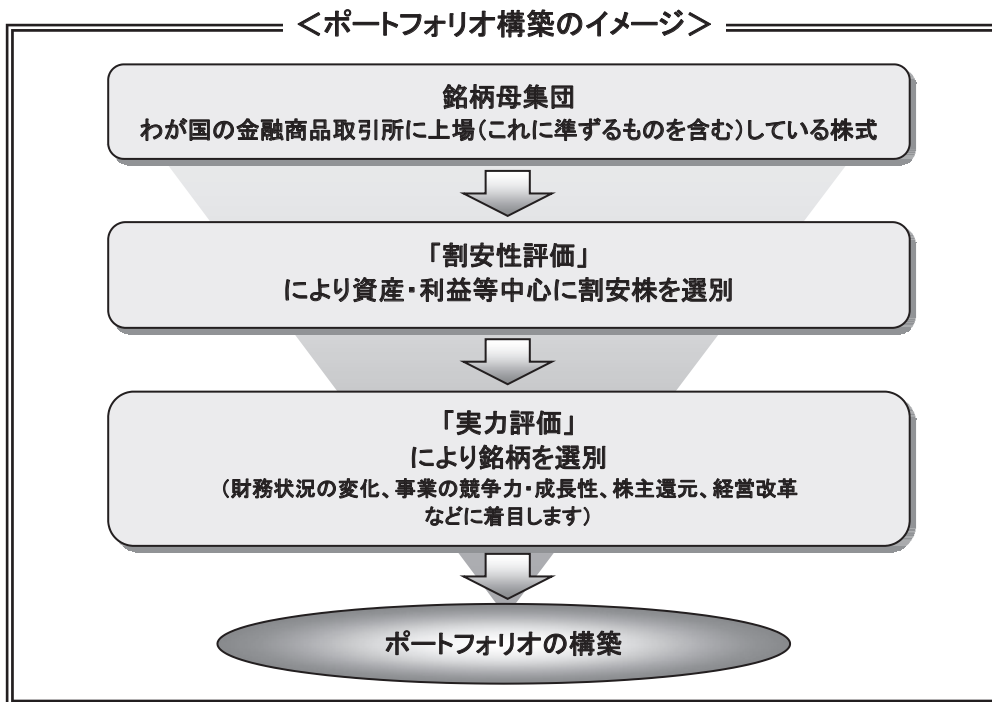 ＜ポートフォリオ構築のイメージ＞
銘柄母集団
わが国の金融商品取引所に上場（これに準ずるものを含む）している株式
「割安性評価」
により資産・利益等中心に割安株を選別
「実力評価」
により銘柄を選別
（財務状況の変化、事業の競争力・成長性、株主還元、経営改革
などに着目します）
ポートフォリオの構築